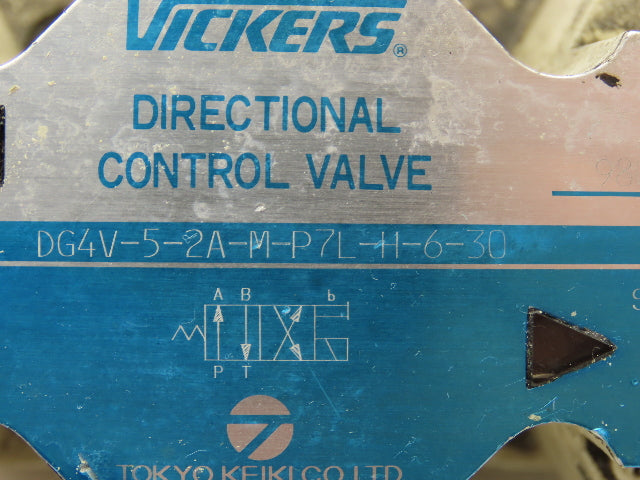 VICKERS®
DIRECTIONAL
CONTROL VALVE
DG4V-5-2A-M-P7L-H-6-30
A B b
P T
TOKYO KEIKI CO.,LTD.